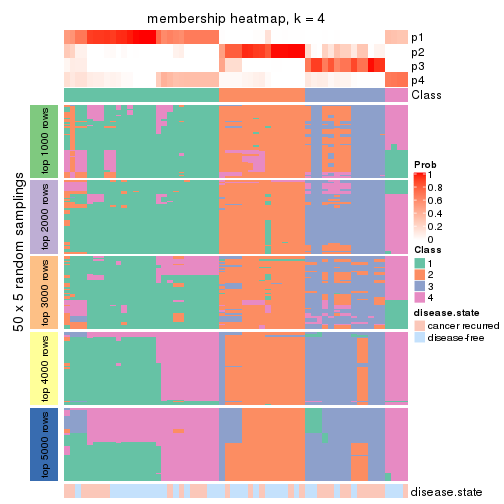 membership heatmap, k = 4
p1
p2
p3
p4
Class
50 x 5 random samplings
top 1000 rows
top 2000 rows
top 3000 rows
top 4000 rows
top 5000 rows
disease.state
Prob
1
0.8
0.6
0.4
0.2
0
Class
1
2
3
4
disease.state
cancer recurred
disease-free